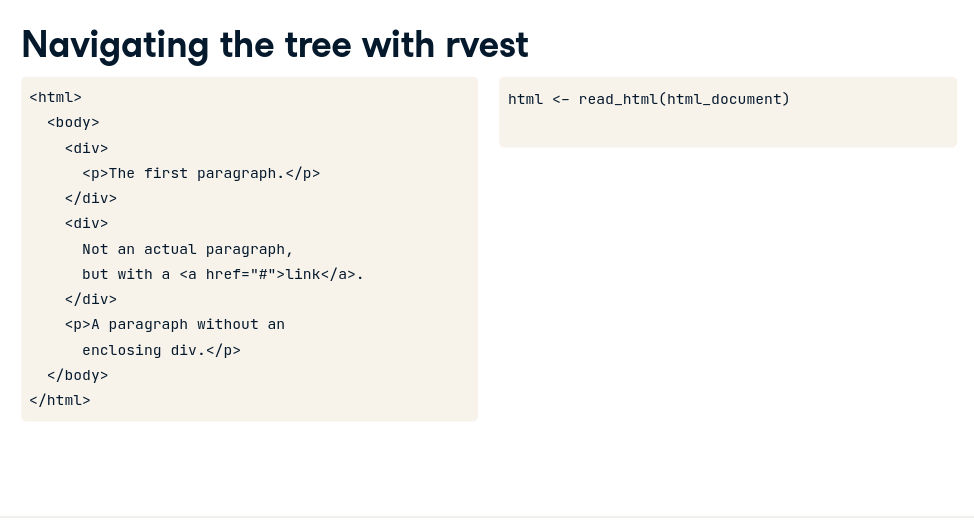 Navigating the tree with rvest
<html>
  <body>
    <div>
      <p>The first paragraph.</p>
    </div>
    <div>
      Not an actual paragraph,
      but with a <a href="#">link</a>.
    </div>
    <p>A paragraph without an
      enclosing div.</p>
  </body>
</html>
html <- read_html(html_document)